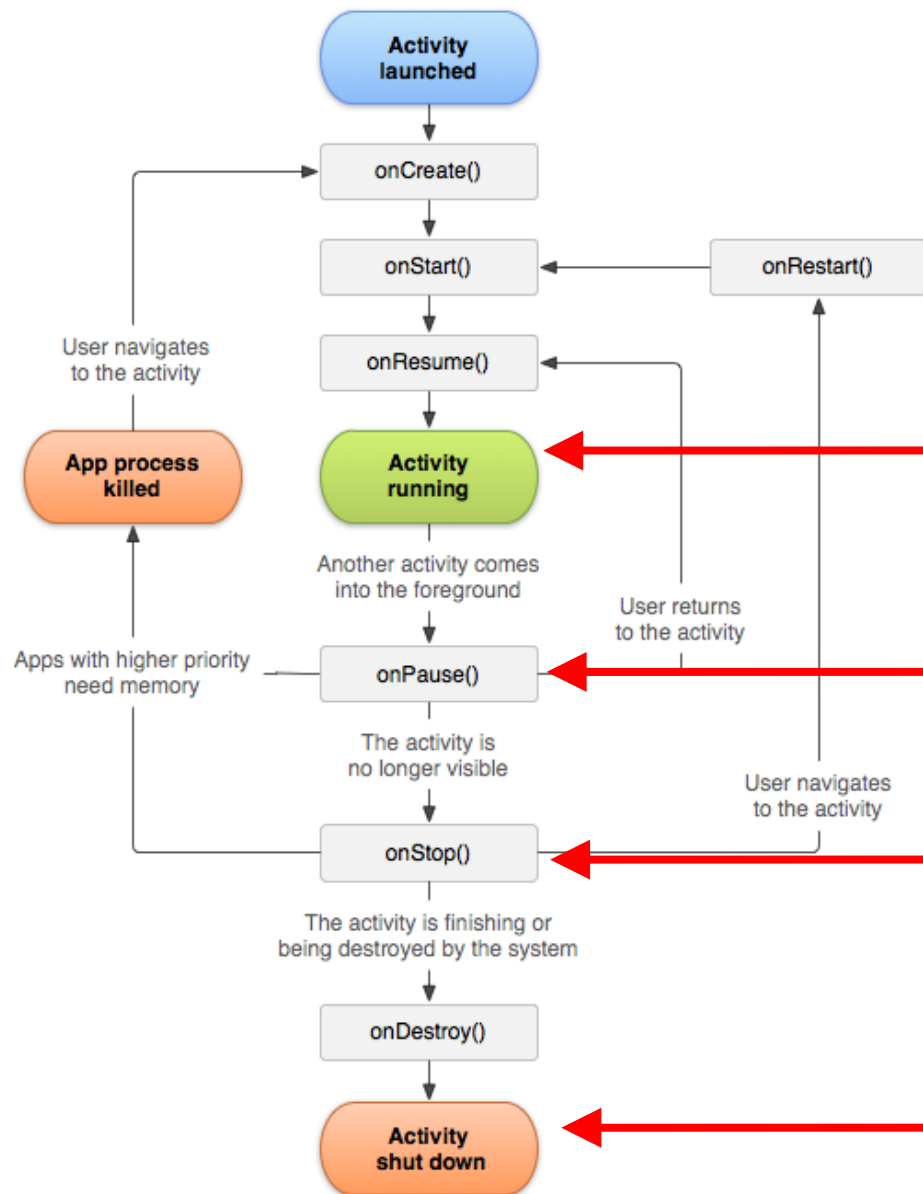 Activity
launched
onCreate()
onStart()
onRestart()
User navigates
to the activity
onResume()
App process
killed
Activity
running
Another activity comes
into the foreground
User returns
to the activity
Apps with higher priority
need memory
onPause()
The activity is
no longer visible
User navigates
to the activity
onStop()
The activity is finishing or
being destroyed by the system
onDestroy()
Activity
shut down